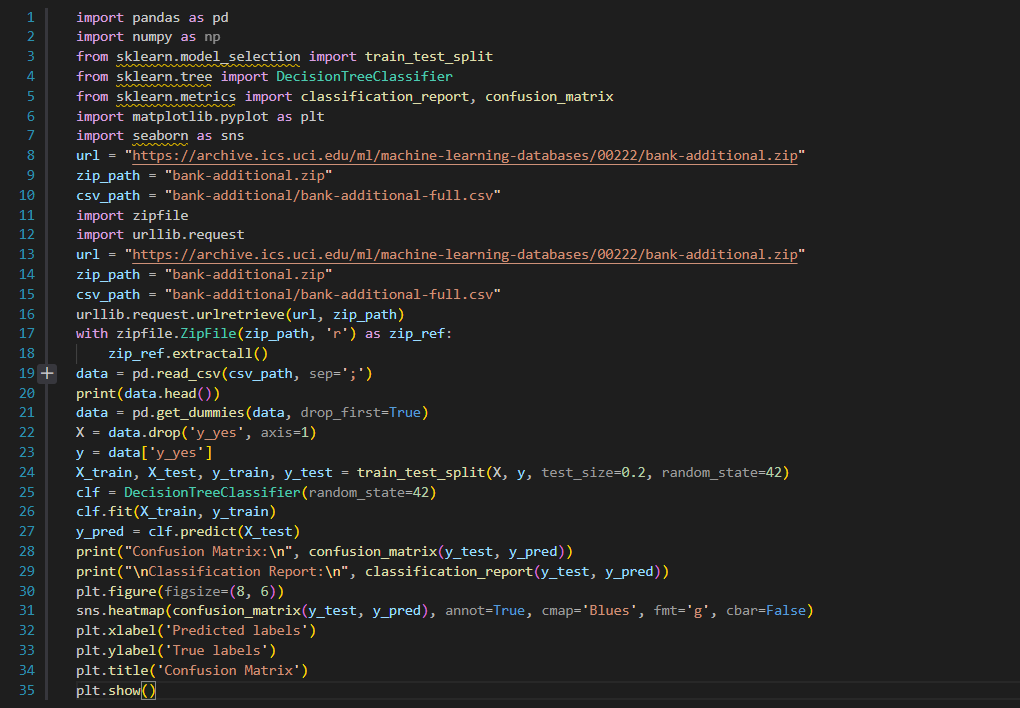 1 import pandas as pd
2 import numpy as np
3 from sklearn.model_selection import train_test_split
4 from sklearn.tree import DecisionTreeClassifier
5 from sklearn.metrics import classification_report, confusion_matrix
6 import matplotlib.pyplot as plt
7 import seaborn as sns
8 url = "https://archive.ics.uci.edu/ml/machine-learning-databases/00222/bank-additional.zip"
9 zip_path = "bank-additional.zip"
10 csv_path = "bank-additional/bank-additional-full.csv"
11 import zipfile
12 import urllib.request
13 url = "https://archive.ics.uci.edu/ml/machine-learning-databases/00222/bank-additional.zip"
14 zip_path = "bank-additional.zip"
15 csv_path = "bank-additional/bank-additional-full.csv"
16 urllib.request.urlretrieve(url, zip_path)
17 with zipfile.ZipFile(zip_path, 'r') as zip_ref:
18     zip_ref.extractall()
19 data = pd.read_csv(csv_path, sep=';')
20 print(data.head())
21 data = pd.get_dummies(data, drop_first=True)
22 X = data.drop('y_yes', axis=1)
23 y = data['y_yes']
24 X_train, X_test, y_train, y_test = train_test_split(X, y, test_size=0.2, random_state=42)
25 clf = DecisionTreeClassifier(random_state=42)
26 clf.fit(X_train, y_train)
27 y_pred = clf.predict(X_test)
28 print("Confusion Matrix:\n", confusion_matrix(y_test, y_pred))
29 print("\nClassification Report:\n", classification_report(y_test, y_pred))
30 plt.figure(figsize=(8, 6))
31 sns.heatmap(confusion_matrix(y_test, y_pred), annot=True, cmap='Blues', fmt='g', cbar=False)
32 plt.xlabel('Predicted labels')
33 plt.ylabel('True labels')
34 plt.title('Confusion Matrix')
35 plt.show()